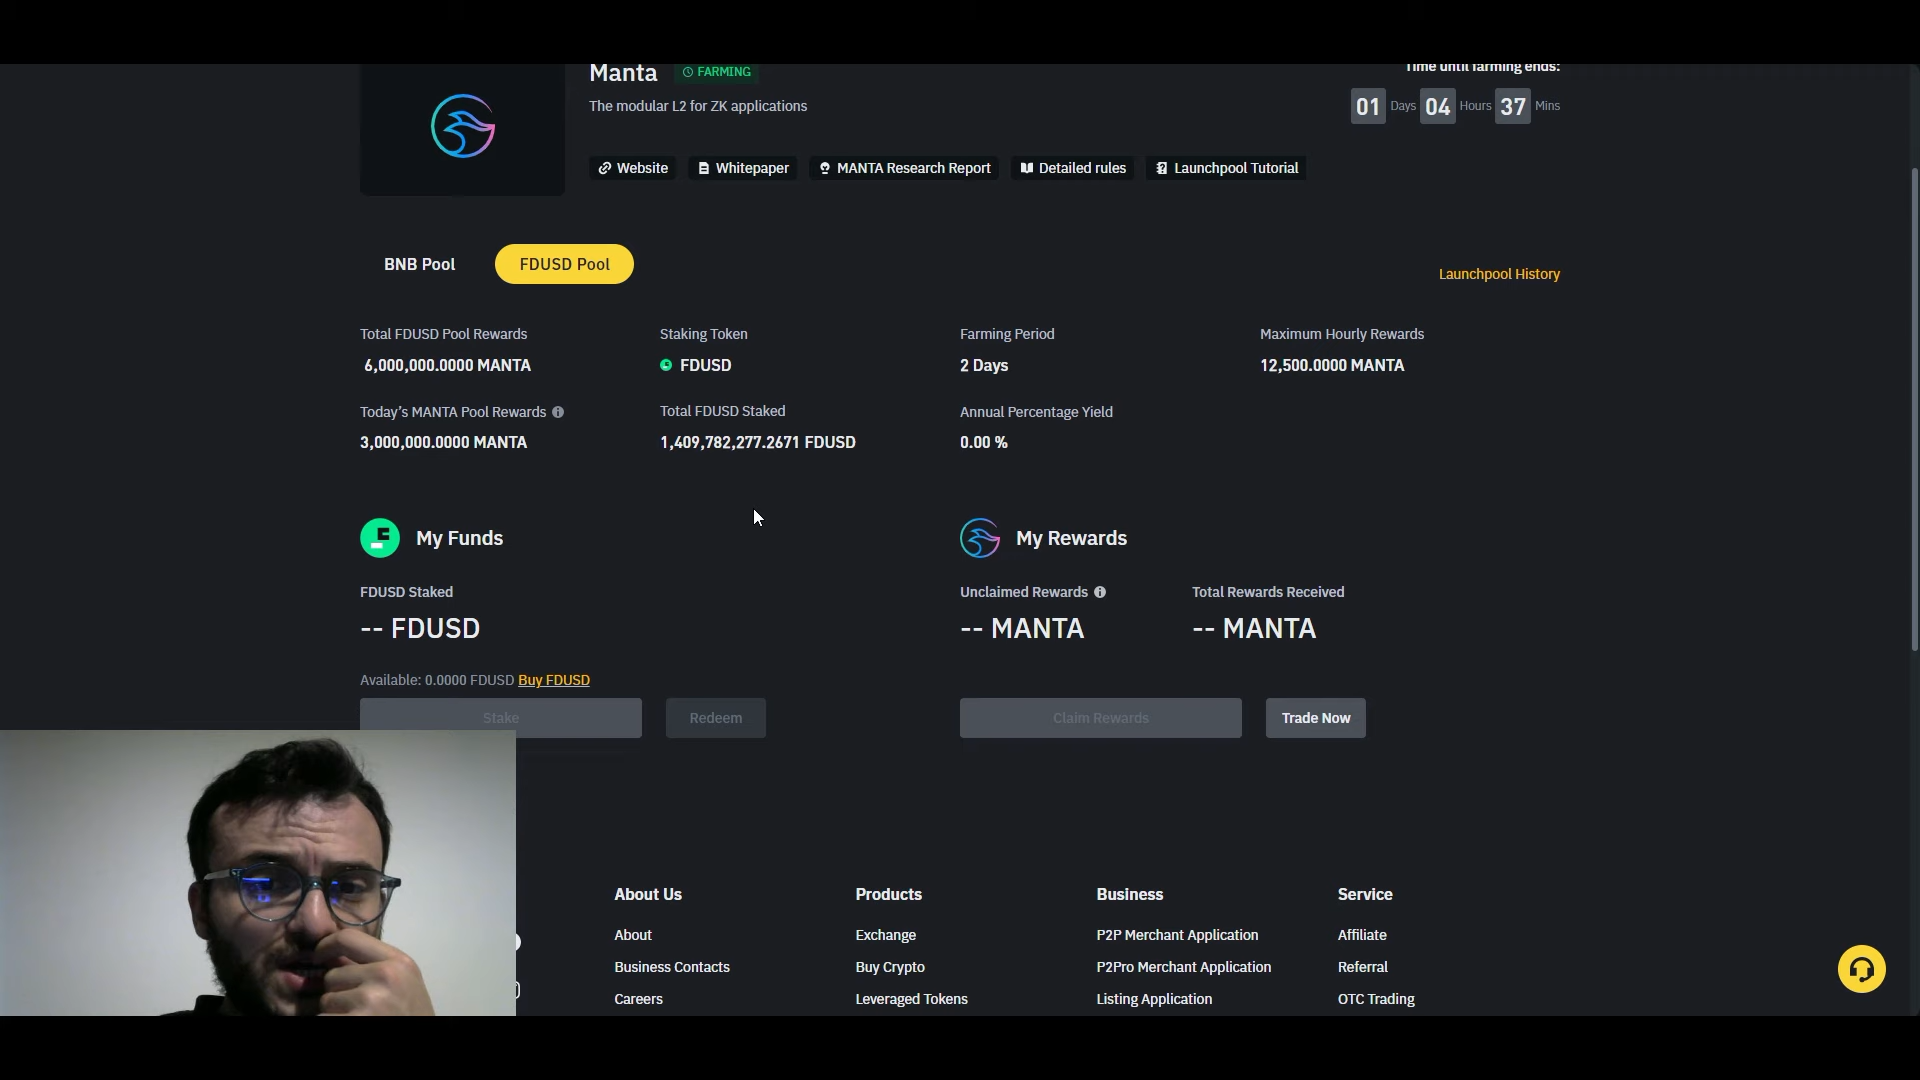 Manta FARMING
Time until farming ends:
The modular L2 for ZK applications
01 Days 04 Hours 37 Mins
Website Whitepaper MANTA Research Report Detailed rules Launchpool Tutorial
BNB Pool FDUSD Pool
Launchpool History
Total FDUSD Pool Rewards Staking Token Farming Period Maximum Hourly Rewards
6,000,000.0000 MANTA FDUSD 2 Days 12,500.0000 MANTA
Today's MANTA Pool Rewards Total FDUSD Staked Annual Percentage Yield
3,000,000.0000 MANTA 1,409,782,277.2671 FDUSD 0.00 %
My Funds My Rewards
FDUSD Staked Unclaimed Rewards Total Rewards Received
-- FDUSD -- MANTA -- MANTA
Available: 0.0000 FDUSD Buy FDUSD
Stake Redeem Claim Rewards Trade Now
About Us Products Business Service
About Exchange P2P Merchant Application Affiliate
Business Contacts Buy Crypto P2Pro Merchant Application Referral
Careers Leveraged Tokens Listing Application OTC Trading